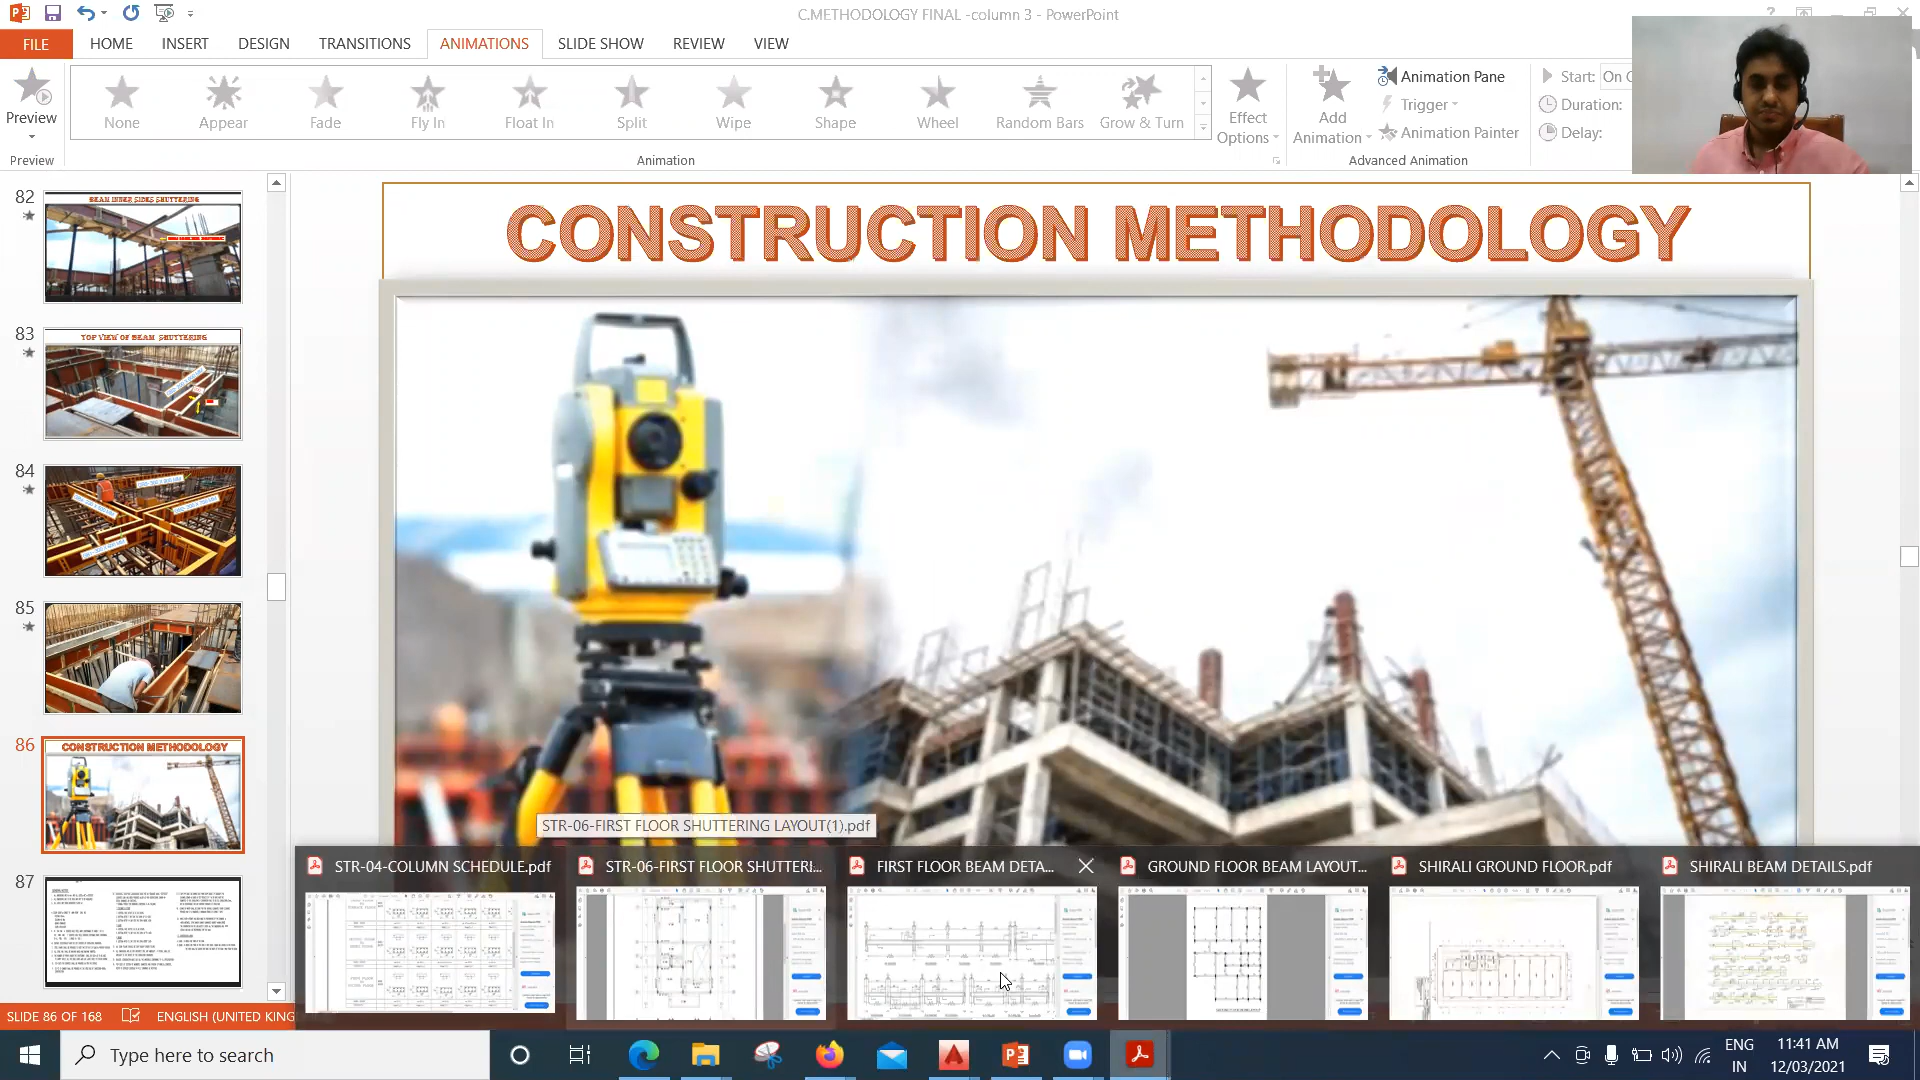 C.METHODOLOGY FINAL -column 3 - PowerPoint
FILE
HOME
INSERT
DESIGN
TRANSITIONS
ANIMATIONS
SLIDE SHOW
REVIEW
VIEW
Preview
None
Appear
Fade
Fly In
Float In
Split
Wipe
Shape
Wheel
Random Bars
Grow & Turn
Effect Options
Add Animation
Animation Pane
Trigger
Animation Painter
Start: On C
Duration:
Delay:
Preview
Animation
Advanced Animation
82
BEAM INNER SIDES SHUTTERING
83
TOP VIEW OF BEAM SHUTTERING
84
85
86
CONSTRUCTION METHODOLOGY
87
CONSTRUCTION METHODOLOGY
STR-06-FIRST FLOOR SHUTTERING LAYOUT(1).pdf
STR-04-COLUMN SCHEDULE.pdf
STR-06-FIRST FLOOR SHUTTERI...
FIRST FLOOR BEAM DETA...
GROUND FLOOR BEAM LAYOUT...
SHIRALI GROUND FLOOR.pdf
SHIRALI BEAM DETAILS.pdf
SLIDE 86 OF 168
ENGLISH (UNITED KING
Type here to search
ENG
IN
11:41 AM
12/03/2021